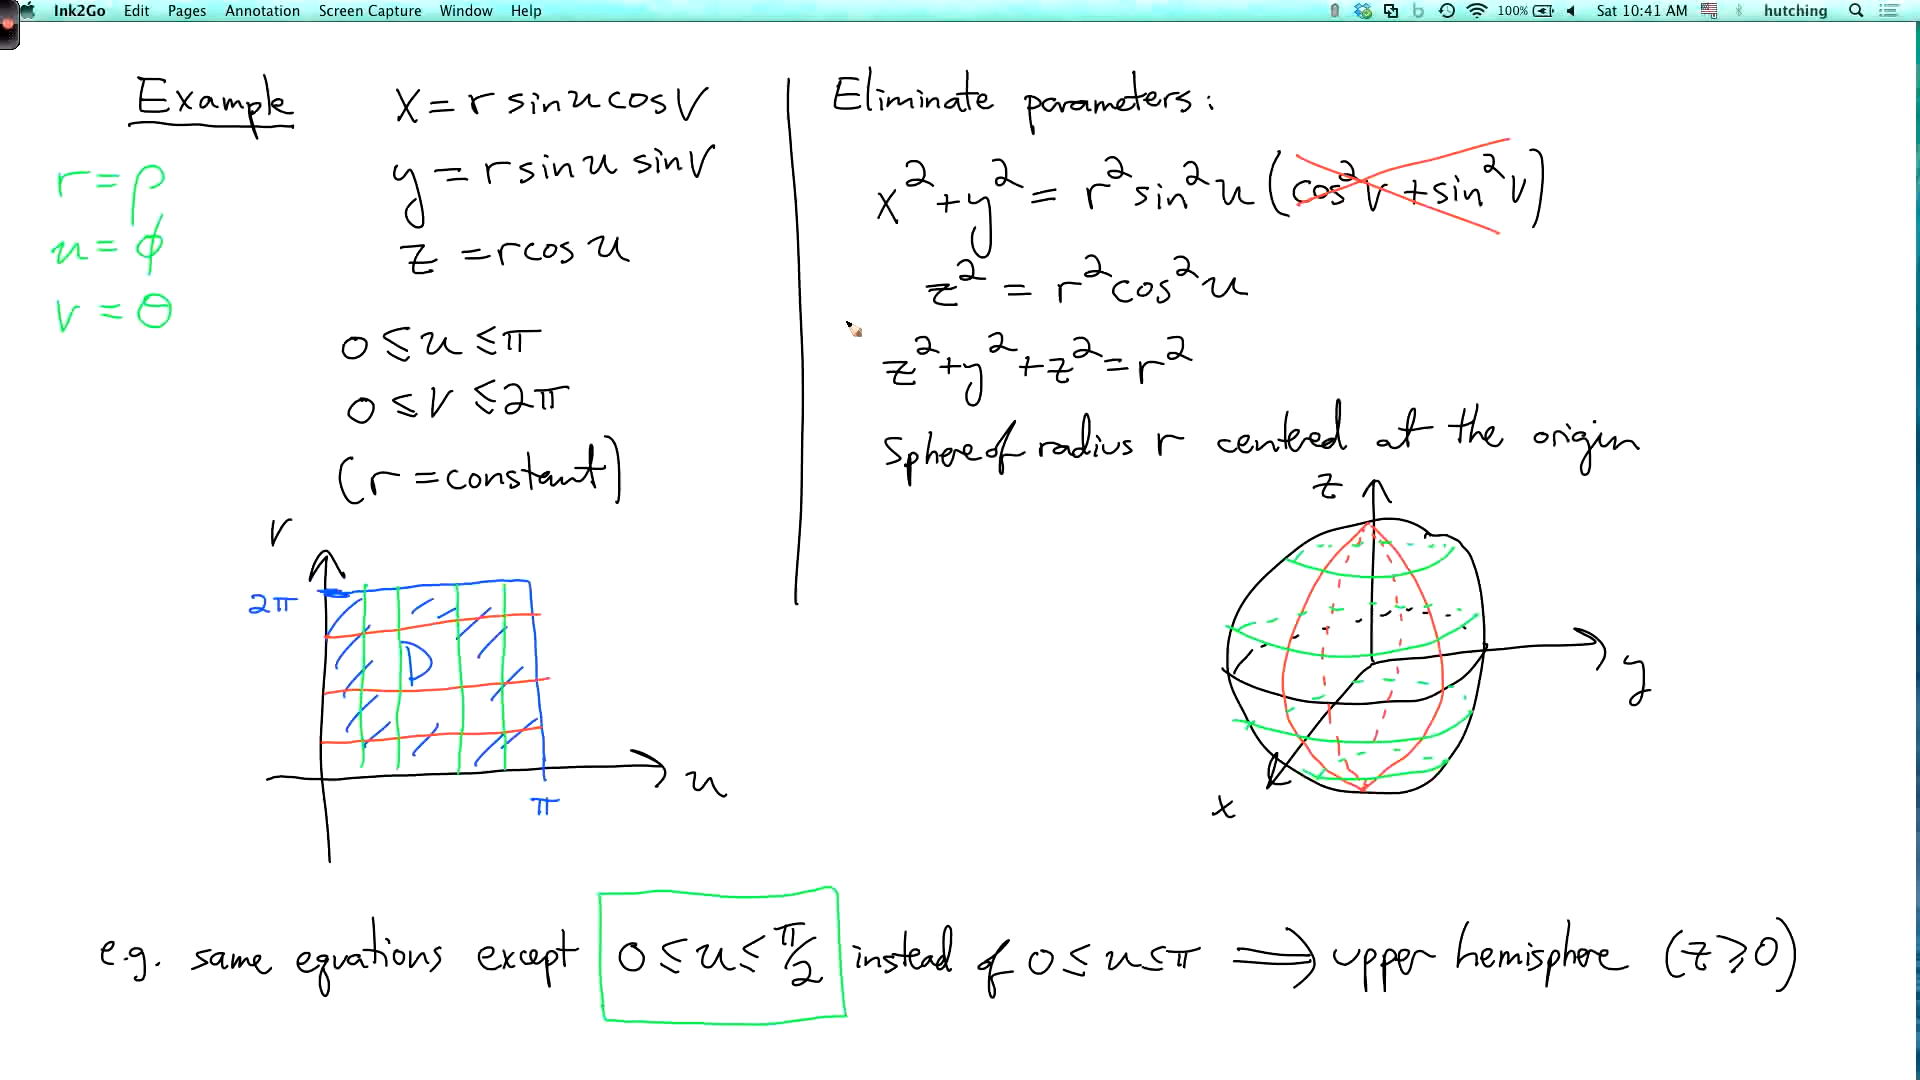 Ink2Go Edit Pages Annotation Screen Capture Window Help 100% Sat 10:41 AM hutching
Example
x = r sin u cos v
y = r sin u sin v
z = r cos u
r = ρ
u = φ
v = θ
0 ≤ u ≤ π
0 ≤ v ≤ 2π
(r = constant)
v
2π
D
u
π
Eliminate parameters:
x² + y² = r² sin² u (cos² v + sin² v)
z² = r² cos² u
z² + y² + z² = r²
Sphere of radius r centered at the origin
z
y
x
e.g. same equations except 0 ≤ u ≤ π/2 instead of 0 ≤ u ≤ π ⟹ upper hemisphere (z ≥ 0)